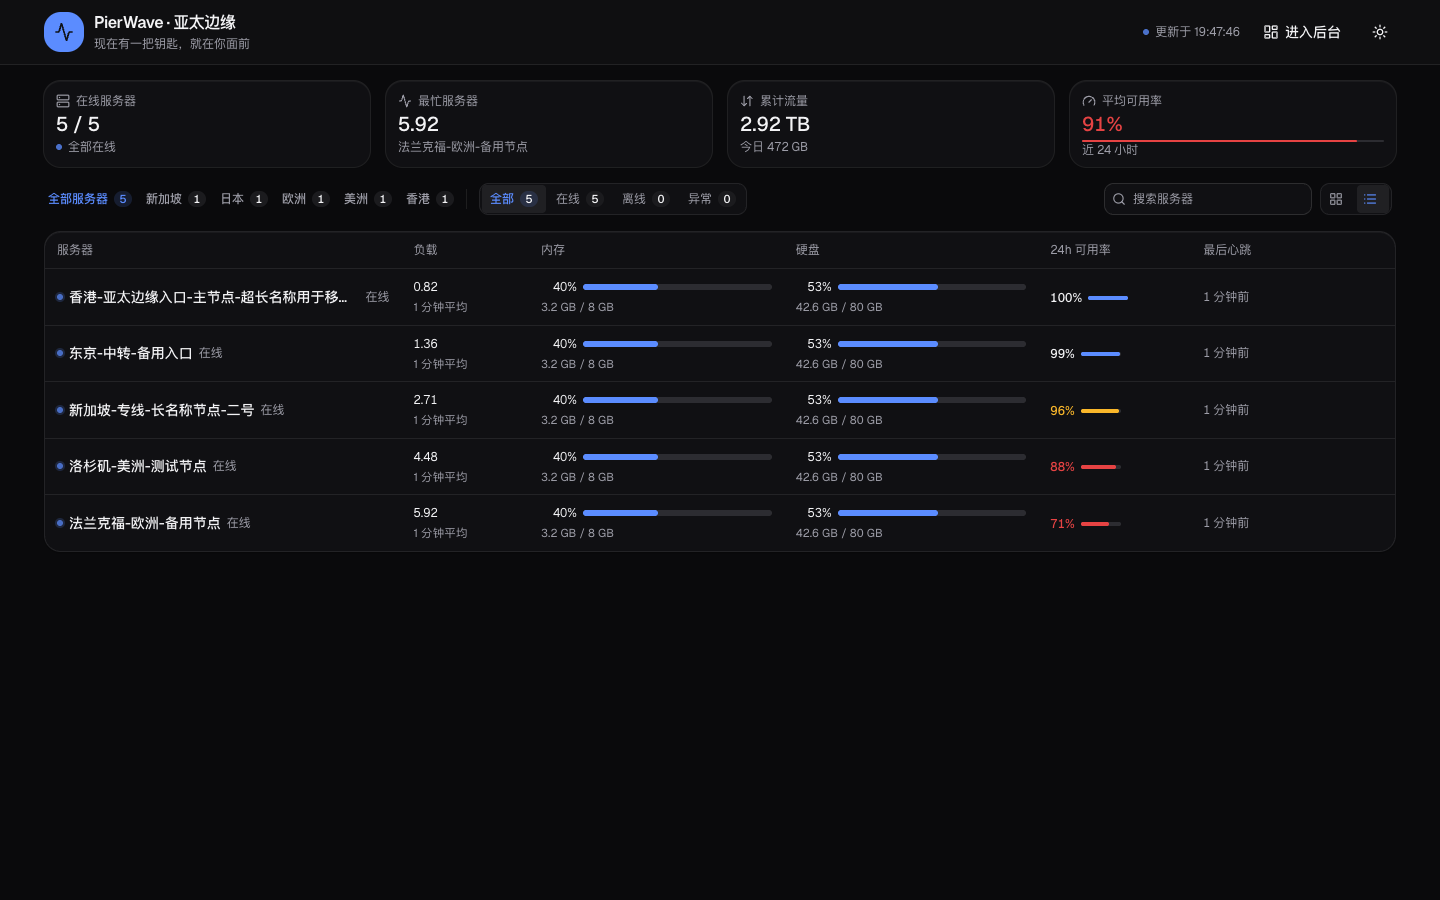 PierWave · 亚太边缘
现在有一把钥匙，就在你面前
更新于 19:47:46
进入后台
在线服务器
5 / 5
全部在线
最忙服务器
5.92
法兰克福-欧洲-备用节点
累计流量
2.92 TB
今日 472 GB
平均可用率
91%
近 24 小时
全部服务器 5 新加坡 1 日本 1 欧洲 1 美洲 1 香港 1 全部 5 在线 5 离线 0 异常 0 搜索服务器
服务器 负载 内存 硬盘 24h 可用率 最后心跳
香港-亚太边缘入口-主节点-超长名称用于移... 在线 0.82 40% 53% 100% 1 分钟前
1 分钟平均 3.2 GB / 8 GB 42.6 GB / 80 GB
东京-中转-备用入口 在线 1.36 40% 53% 99% 1 分钟前
1 分钟平均 3.2 GB / 8 GB 42.6 GB / 80 GB
新加坡-专线-长名称节点-二号 在线 2.71 40% 53% 96% 1 分钟前
1 分钟平均 3.2 GB / 8 GB 42.6 GB / 80 GB
洛杉矶-美洲-测试节点 在线 4.48 40% 53% 88% 1 分钟前
1 分钟平均 3.2 GB / 8 GB 42.6 GB / 80 GB
法兰克福-欧洲-备用节点 在线 5.92 40% 53% 71% 1 分钟前
1 分钟平均 3.2 GB / 8 GB 42.6 GB / 80 GB